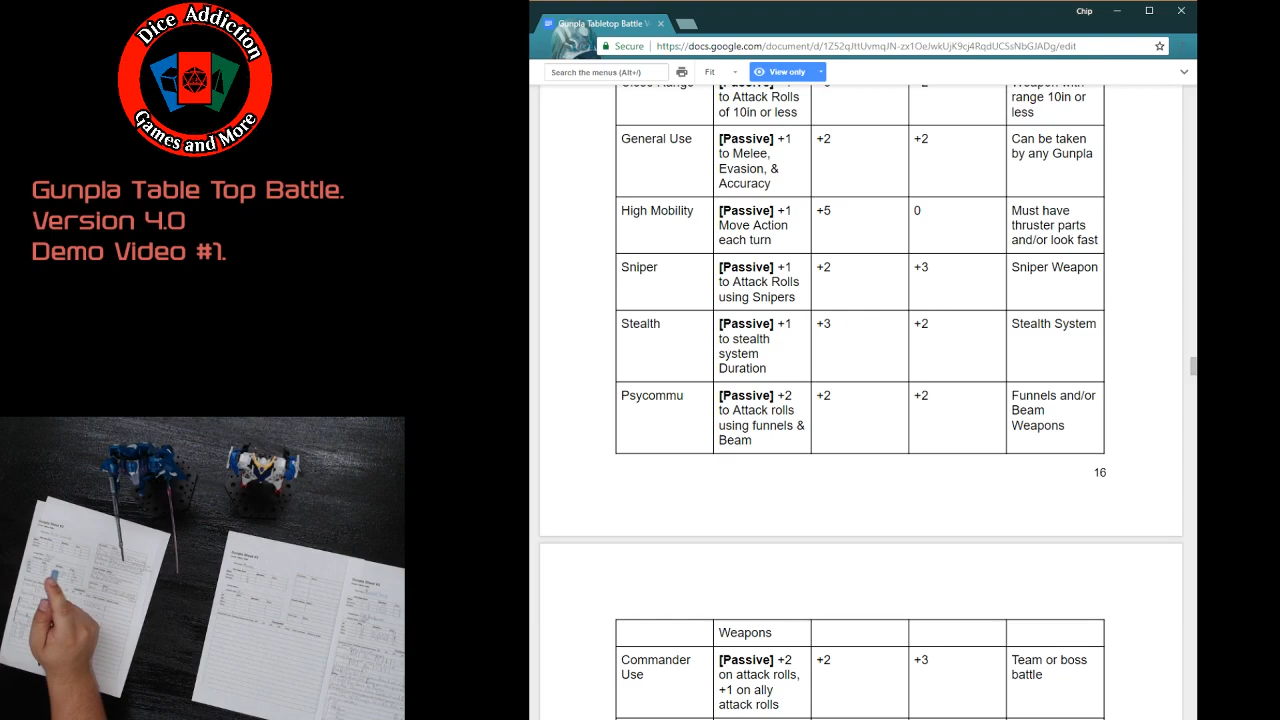 Dice Addiction
Games and More
Gunpla Table Top Battle.
Version 4.0
Demo Video #1.
Chip
Gunpla Tabletop Battle V
Secure
https://docs.google.com/document/d/1Z52qJttUvmqJN-zx1OeJwkUjK9cj4RqdUCSsNbGJADg/edit
Search the menus (Alt+/)
Fit
View only
to Attack Rolls
of 10in or less
range 10in or
less
General Use
[Passive] +1
to Melee,
Evasion, &
Accuracy
+2
+2
Can be taken
by any Gunpla
High Mobility
[Passive] +1
Move Action
each turn
+5
0
Must have
thruster parts
and/or look fast
Sniper
[Passive] +1
to Attack Rolls
using Snipers
+2
+3
Sniper Weapon
Stealth
[Passive] +1
to stealth
system
Duration
+3
+2
Stealth System
Psycommu
[Passive] +2
to Attack rolls
using funnels &
Beam
+2
+2
Funnels and/or
Beam
Weapons
16
Weapons
Commander
Use
[Passive] +2
on attack rolls,
+1 on ally
attack rolls
+2
+3
Team or boss
battle